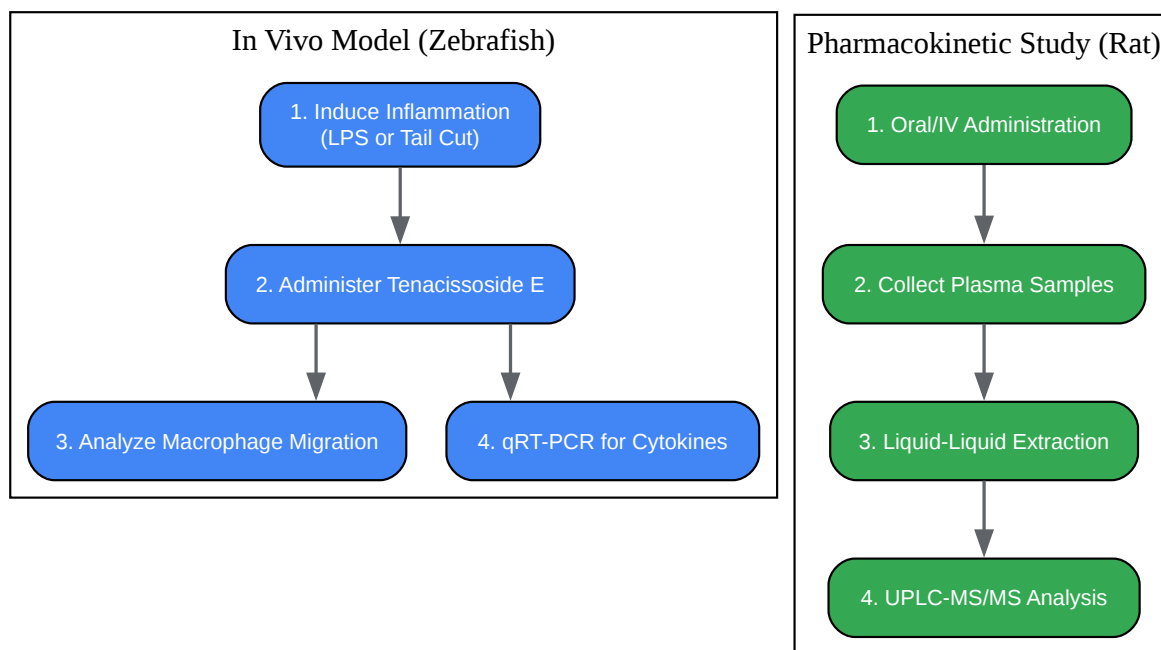 In Vivo Model (Zebrafish)
1. Induce Inflammation
(LPS or Tail Cut)
2. Administer Tenacissoside E
3. Analyze Macrophage Migration
4. qRT-PCR for Cytokines
Pharmacokinetic Study (Rat)
1. Oral/IV Administration
2. Collect Plasma Samples
3. Liquid-Liquid Extraction
4. UPLC-MS/MS Analysis